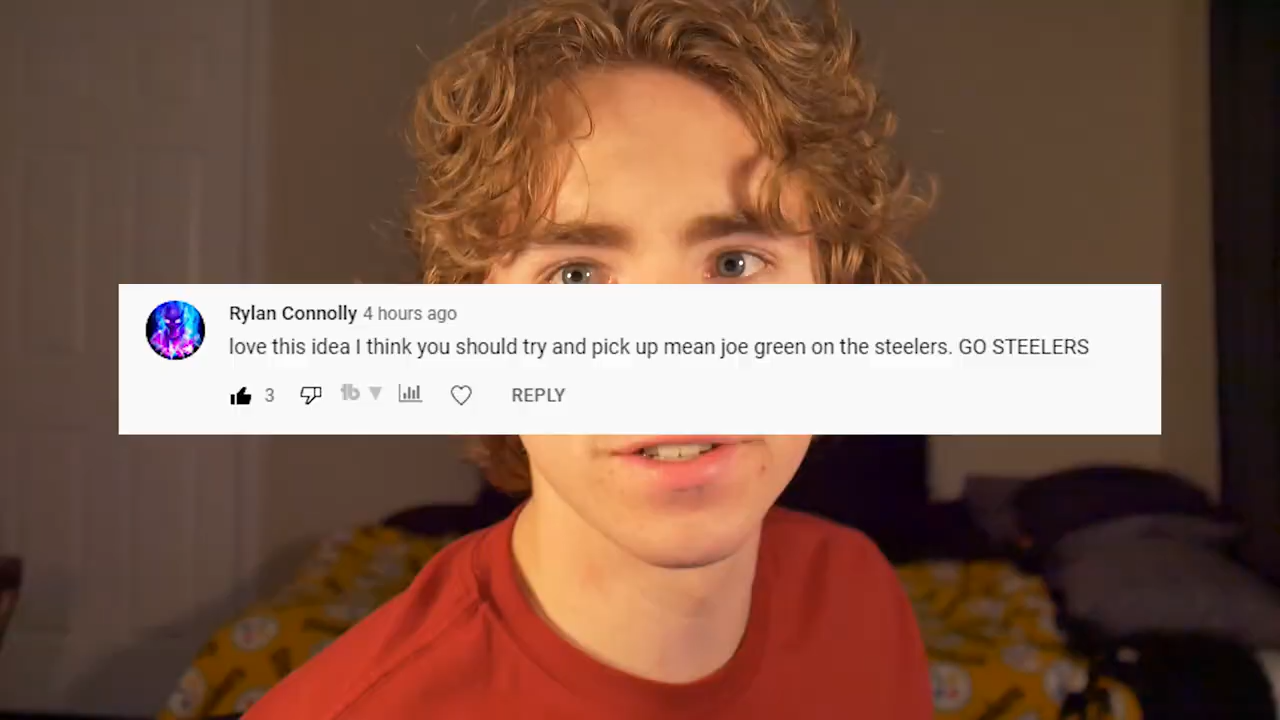 Rylan Connolly 4 hours ago
love this idea I think you should try and pick up mean joe green on the steelers. GO STEELERS
3
REPLY